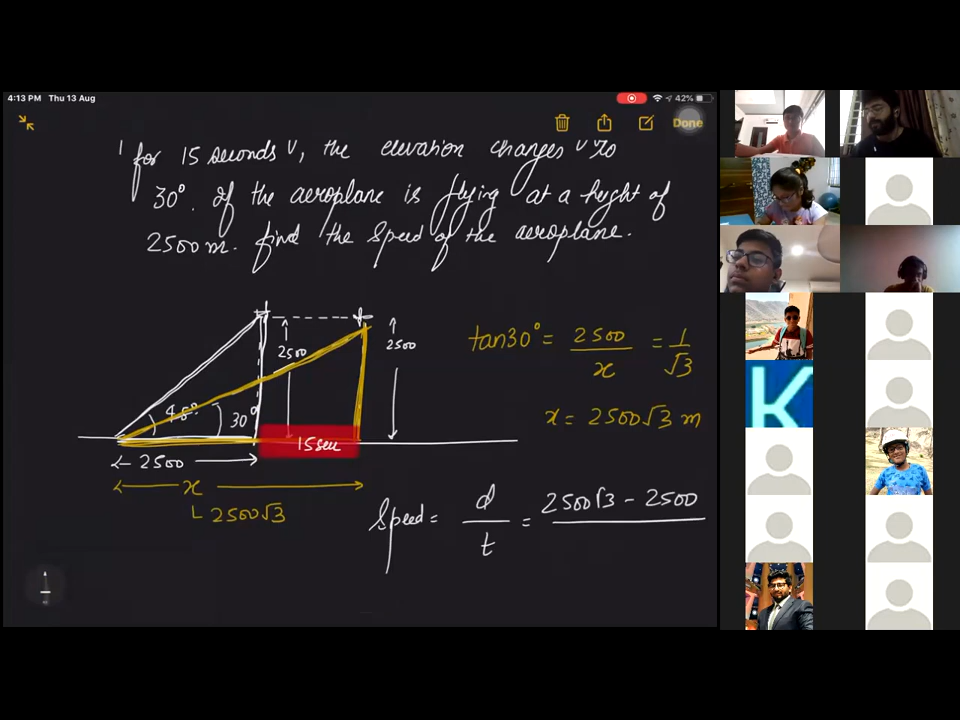 4:13 PM Thu 13 Aug
42%
Done
for 15 seconds, the elevation changes to
30°. If the aeroplane is flying at a height of
2500 m. find the speed of the aeroplane.
2500
2500
45°
30°
15 sec
2500
x
2500√3
tan30° = 2500/x = 1/√3
x = 2500√3 m
Speed = d/t = 2500√3 - 2500
K